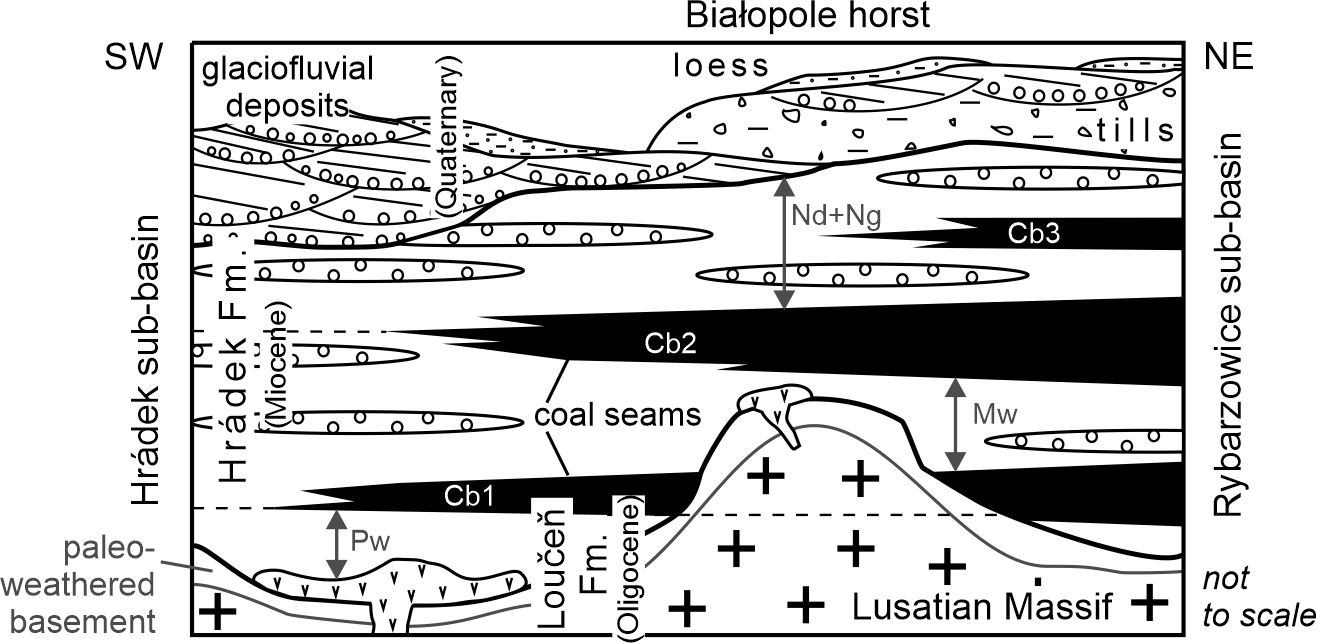 Białopole horst
SW
NE
glaciofluvial
deposits
(Quaternary)
loess
tills
Hrádek sub-basin
Hrádek Fm.
(Miocene)
Nd+Ng
Cb3
Cb2
coal seams
Mw
Cb1
Pw
Loučeň
Fm.
(Oligocene)
Rybarzowice sub-basin
paleo-
weathered
basement
Lusatian Massif
not
to scale